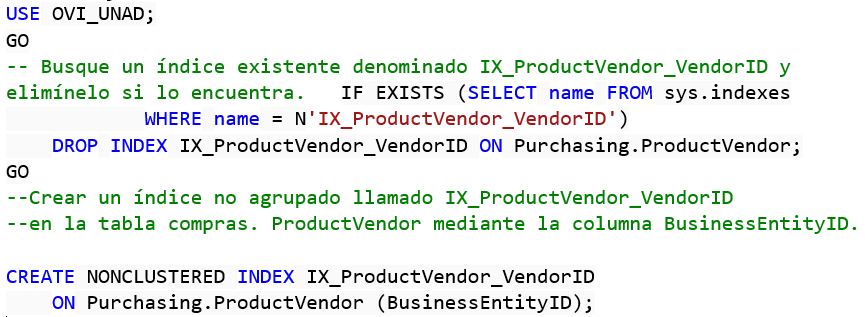 USE OVI_UNAD;
GO
-- Busque un índice existente denominado IX_ProductVendor_VendorID y
elimínelo si lo encuentra.   IF EXISTS (SELECT name FROM sys.indexes
            WHERE name = N'IX_ProductVendor_VendorID')
    DROP INDEX IX_ProductVendor_VendorID ON Purchasing.ProductVendor;
GO
--Crear un índice no agrupado llamado IX_ProductVendor_VendorID
--en la tabla compras. ProductVendor mediante la columna BusinessEntityID.
CREATE NONCLUSTERED INDEX IX_ProductVendor_VendorID
    ON Purchasing.ProductVendor (BusinessEntityID);